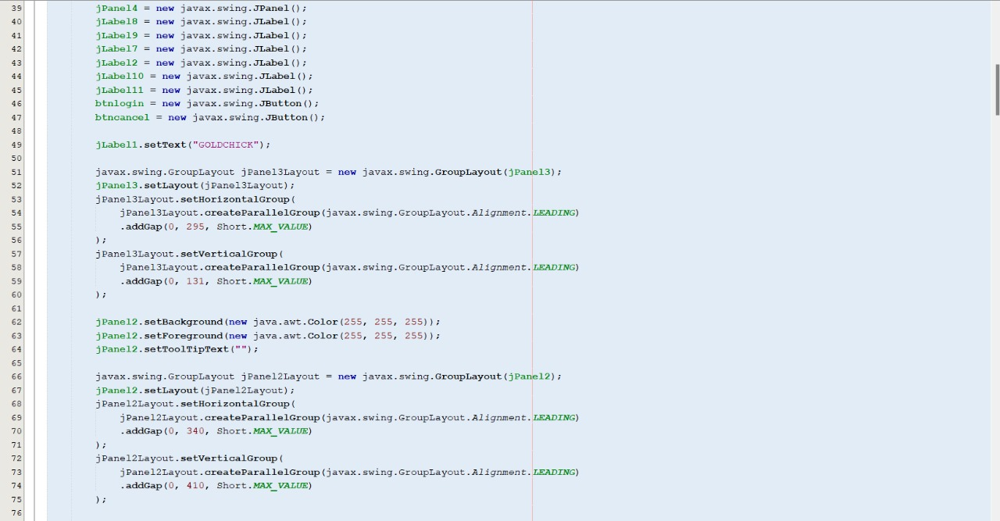 39 jPanel4 = new javax.swing.JPanel();
40 jLabel8 = new javax.swing.JLabel();
41 jLabel9 = new javax.swing.JLabel();
42 jLabel7 = new javax.swing.JLabel();
43 jLabel2 = new javax.swing.JLabel();
44 jLabel10 = new javax.swing.JLabel();
45 jLabel11 = new javax.swing.JLabel();
46 btnlogin = new javax.swing.JButton();
47 btncancel = new javax.swing.JButton();
48
49 jLabel1.setText("GOLDCHICK");
50
51 javax.swing.GroupLayout jPanel3Layout = new javax.swing.GroupLayout(jPanel3);
52 jPanel3.setLayout(jPanel3Layout);
53 jPanel3Layout.setHorizontalGroup(
54 jPanel3Layout.createParallelGroup(javax.swing.GroupLayout.Alignment.LEADING)
55 .addGap(0, 295, Short.MAX_VALUE)
56 );
57 jPanel3Layout.setVerticalGroup(
58 jPanel3Layout.createParallelGroup(javax.swing.GroupLayout.Alignment.LEADING)
59 .addGap(0, 131, Short.MAX_VALUE)
60 );
61
62 jPanel2.setBackground(new java.awt.Color(255, 255, 255));
63 jPanel2.setForeground(new java.awt.Color(255, 255, 255));
64 jPanel2.setToolTipText("");
65
66 javax.swing.GroupLayout jPanel2Layout = new javax.swing.GroupLayout(jPanel2);
67 jPanel2.setLayout(jPanel2Layout);
68 jPanel2Layout.setHorizontalGroup(
69 jPanel2Layout.createParallelGroup(javax.swing.GroupLayout.Alignment.LEADING)
70 .addGap(0, 340, Short.MAX_VALUE)
71 );
72 jPanel2Layout.setVerticalGroup(
73 jPanel2Layout.createParallelGroup(javax.swing.GroupLayout.Alignment.LEADING)
74 .addGap(0, 410, Short.MAX_VALUE)
75 );
76